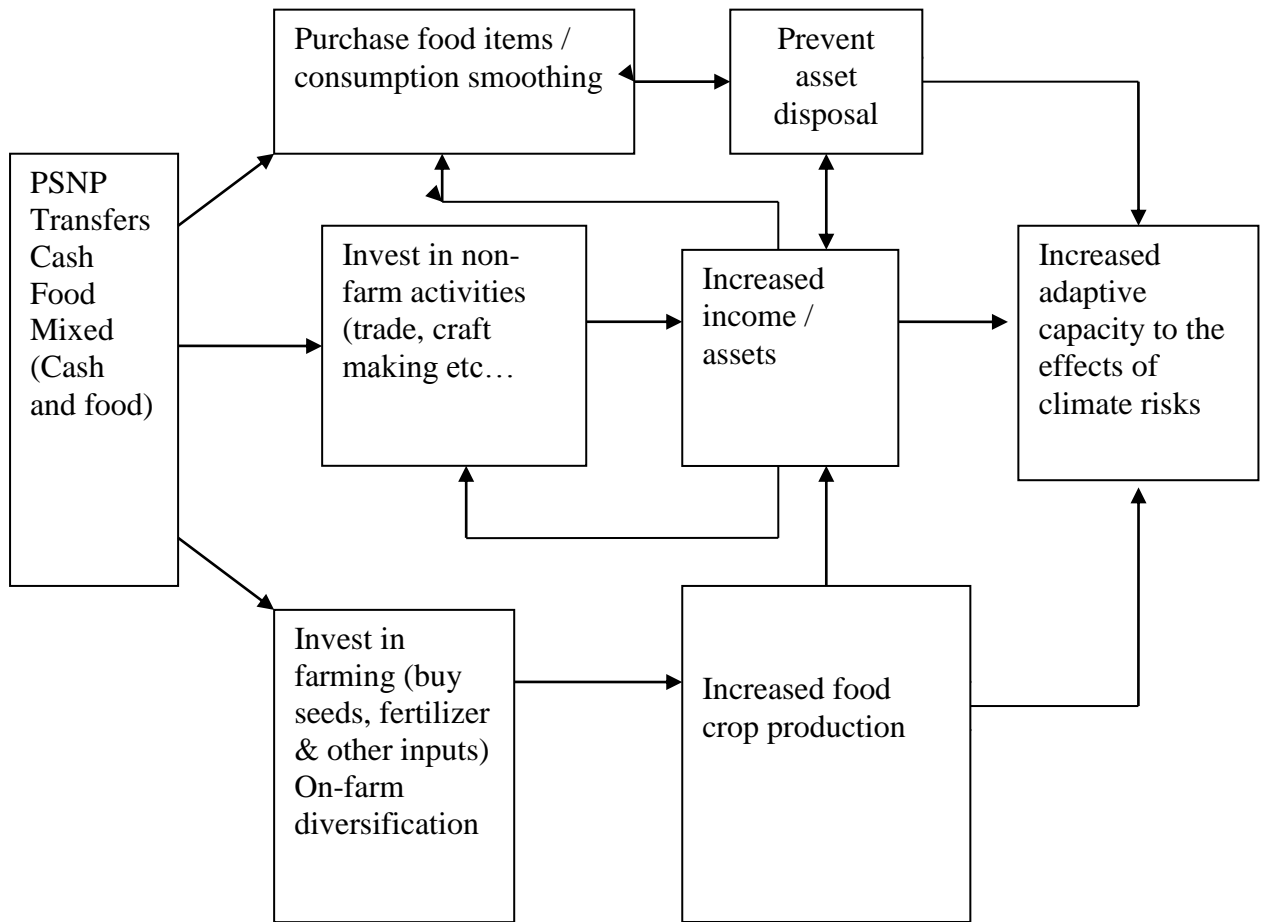 Purchase food items /
consumption smoothing
Prevent
asset
disposal
PSNP
Transfers
Cash
Food
Mixed
(Cash
and food)
Invest in non-
farm activities
(trade, craft
making etc…
Increased
income /
assets
Increased
adaptive
capacity to the
effects of
climate risks
Invest in
farming (buy
seeds, fertilizer
& other inputs)
On-farm
diversification
Increased food
crop production